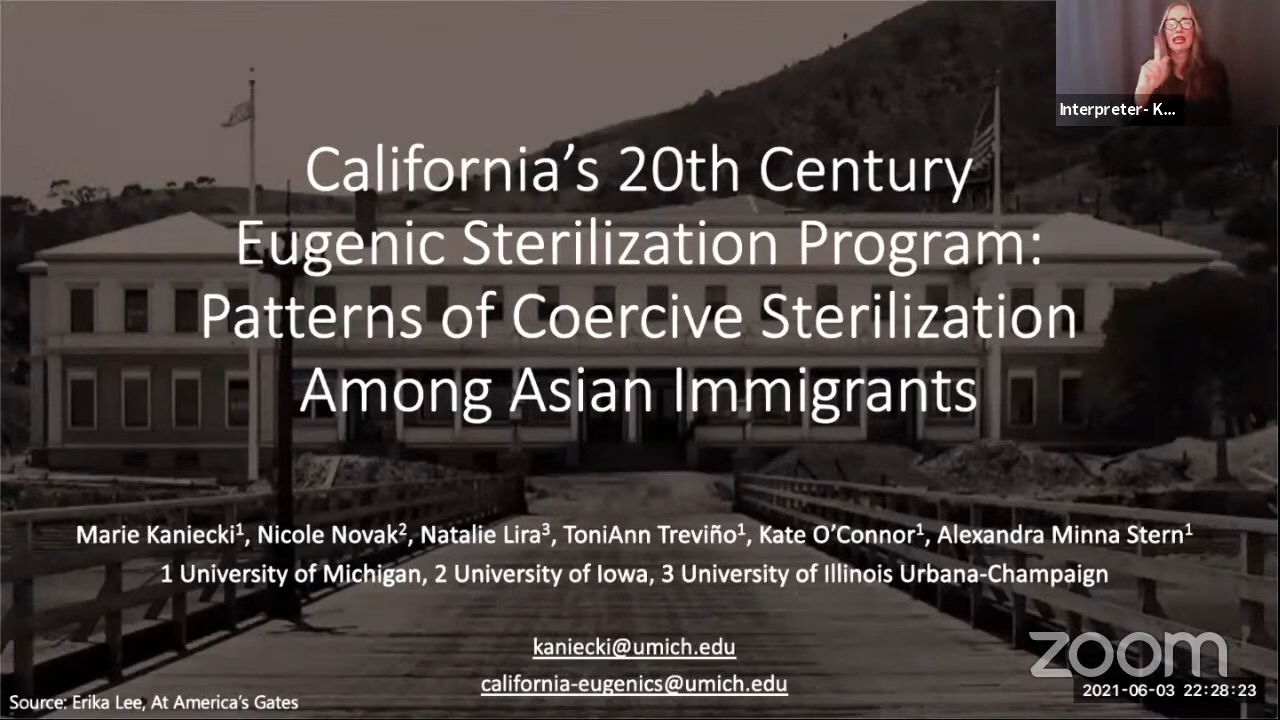 Interpreter- K...
California’s 20th Century
Eugenic Sterilization Program:
Patterns of Coercive Sterilization
Among Asian Immigrants
Marie Kaniecki¹, Nicole Novak², Natalie Lira³, ToniAnn Treviño¹, Kate O’Connor¹, Alexandra Minna Stern¹
1 University of Michigan, 2 University of Iowa, 3 University of Illinois Urbana-Champaign
kaniecki@umich.edu
california-eugenics@umich.edu
Source: Erika Lee, At America’s Gates
zoom
2021-06-03 22:28:23